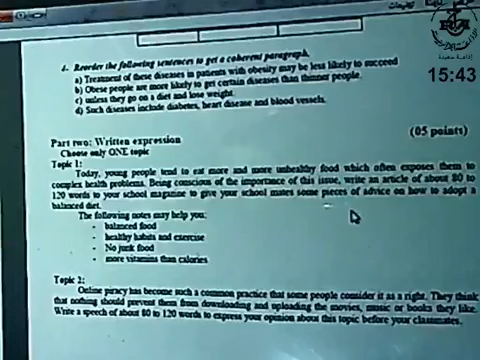 تعليمات
إذاعة سعيدة
15:43
4. Reorder the following sentences to get a coherent paragraph.
a) Treatment of these diseases in patients with obesity may be less likely to succeed
b) Obese people are more likely to get certain diseases than thinner people.
c) unless they go on a diet and lose weight.
d) Such diseases include diabetes, heart disease and blood vessels.
Part two: Written expression
(05 points)
Choose only ONE topic
Topic 1:
Today, young people tend to eat more and more unhealthy food which often exposes them to
complex health problems. Being conscious of the importance of this issue, write an article of about 80 to
120 words to your school magazine to give your school mates some pieces of advice on how to adopt a
balanced diet.
The following notes may help you:
- balanced food
- healthy habits and exercise
- No junk food
- more vitamins than calories
Topic 2:
Online piracy has become such a common practice that some people consider it as a right. They think
that nothing should prevent them from downloading and uploading the movies, music or books they like.
Write a speech of about 80 to 120 words to express your opinion about this topic before your classmates.